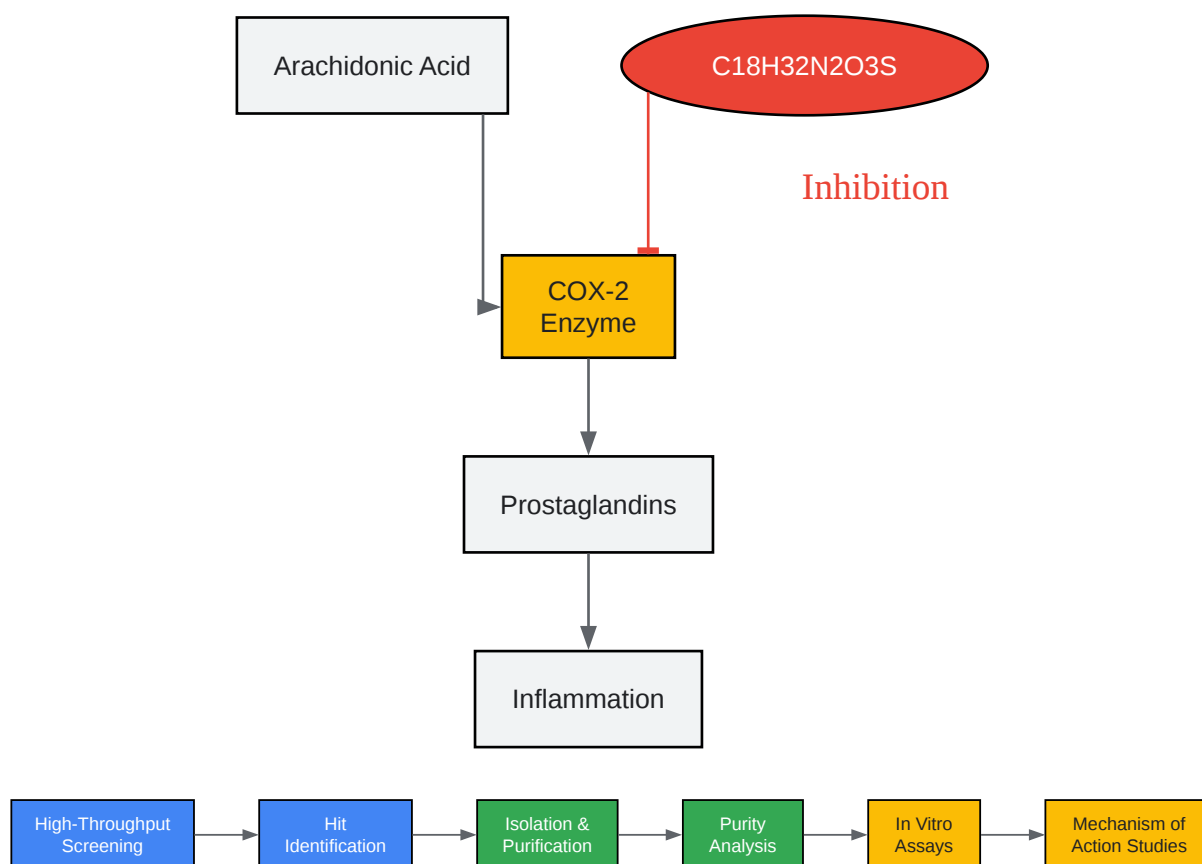 Arachidonic Acid
C18H32N2O3S
Inhibition
COX-2
Enzyme
Prostaglandins
Inflammation
High-Throughput
Screening
Hit
Identification
Isolation &
Purification
Purity
Analysis
In Vitro
Assays
Mechanism of
Action Studies